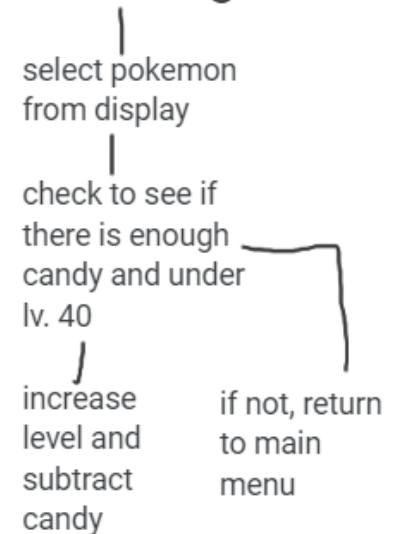 select pokemon
from display
check to see if
there is enough
candy and under
lv. 40
increase
level and
subtract
candy
if not, return
to main
menu